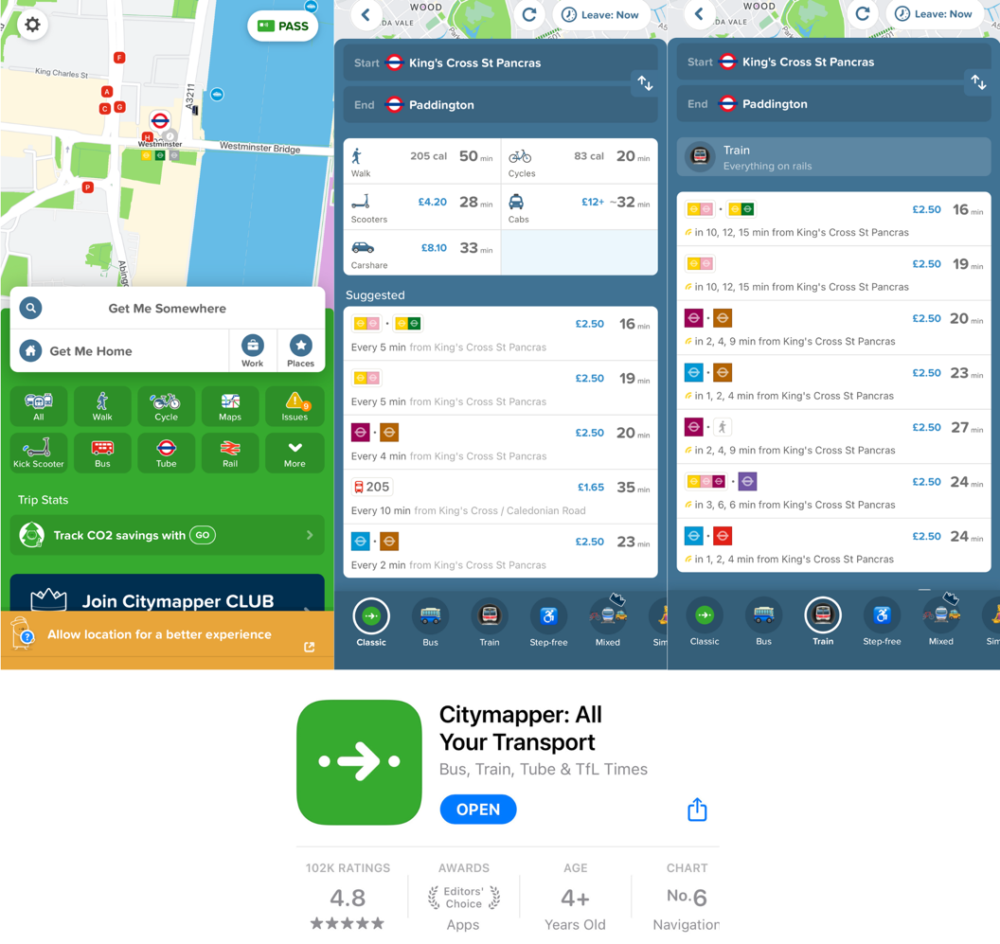 PASS
F
King Charles St
A
C
G
A3211
H
Westminster
Westminster Bridge
P
Abing
Get Me Somewhere
Get Me Home
Work
Places
All
Walk
Cycle
Maps
9
Issues
Kick Scooter
Bus
Tube
Rail
More
Trip Stats
Track CO2 savings with GO
Join Citymapper CLUB
Allow location for a better experience
WOOD
DA VALE
Leave: Now
Start King's Cross St Pancras
End Paddington
Walk 205 cal 50 min
Cycles 83 cal 20 min
Scooters £4.20 28 min
Cabs £12+ ~32 min
Carshare £8.10 33 min
Suggested
£2.50 16 min
Every 5 min from King's Cross St Pancras
£2.50 19 min
Every 5 min from King's Cross St Pancras
£2.50 20 min
Every 4 min from King's Cross St Pancras
205 £1.65 35 min
Every 10 min from King's Cross / Caledonian Road
£2.50 23 min
Every 2 min from King's Cross St Pancras
Classic
Bus
Train
Step-free
Mixed
Sim
WOOD
DA VALE
Leave: Now
Start King's Cross St Pancras
End Paddington
Train
Everything on rails
£2.50 16 min
in 10, 12, 15 min from King's Cross St Pancras
£2.50 19 min
in 10, 12, 15 min from King's Cross St Pancras
£2.50 20 min
in 2, 4, 9 min from King's Cross St Pancras
£2.50 23 min
in 1, 2, 4 min from King's Cross St Pancras
£2.50 27 min
in 2, 4, 9 min from King's Cross St Pancras
£2.50 24 min
in 3, 6, 6 min from King's Cross St Pancras
£2.50 24 min
in 1, 2, 4 min from King's Cross St Pancras
Classic
Bus
Train
Step-free
Mixed
Sim
Citymapper: All
Your Transport
Bus, Train, Tube & TfL Times
OPEN
102K RATINGS
4.8
AWARDS
Editors'
Choice
Apps
AGE
4+
Years Old
CHART
No.6
Navigation